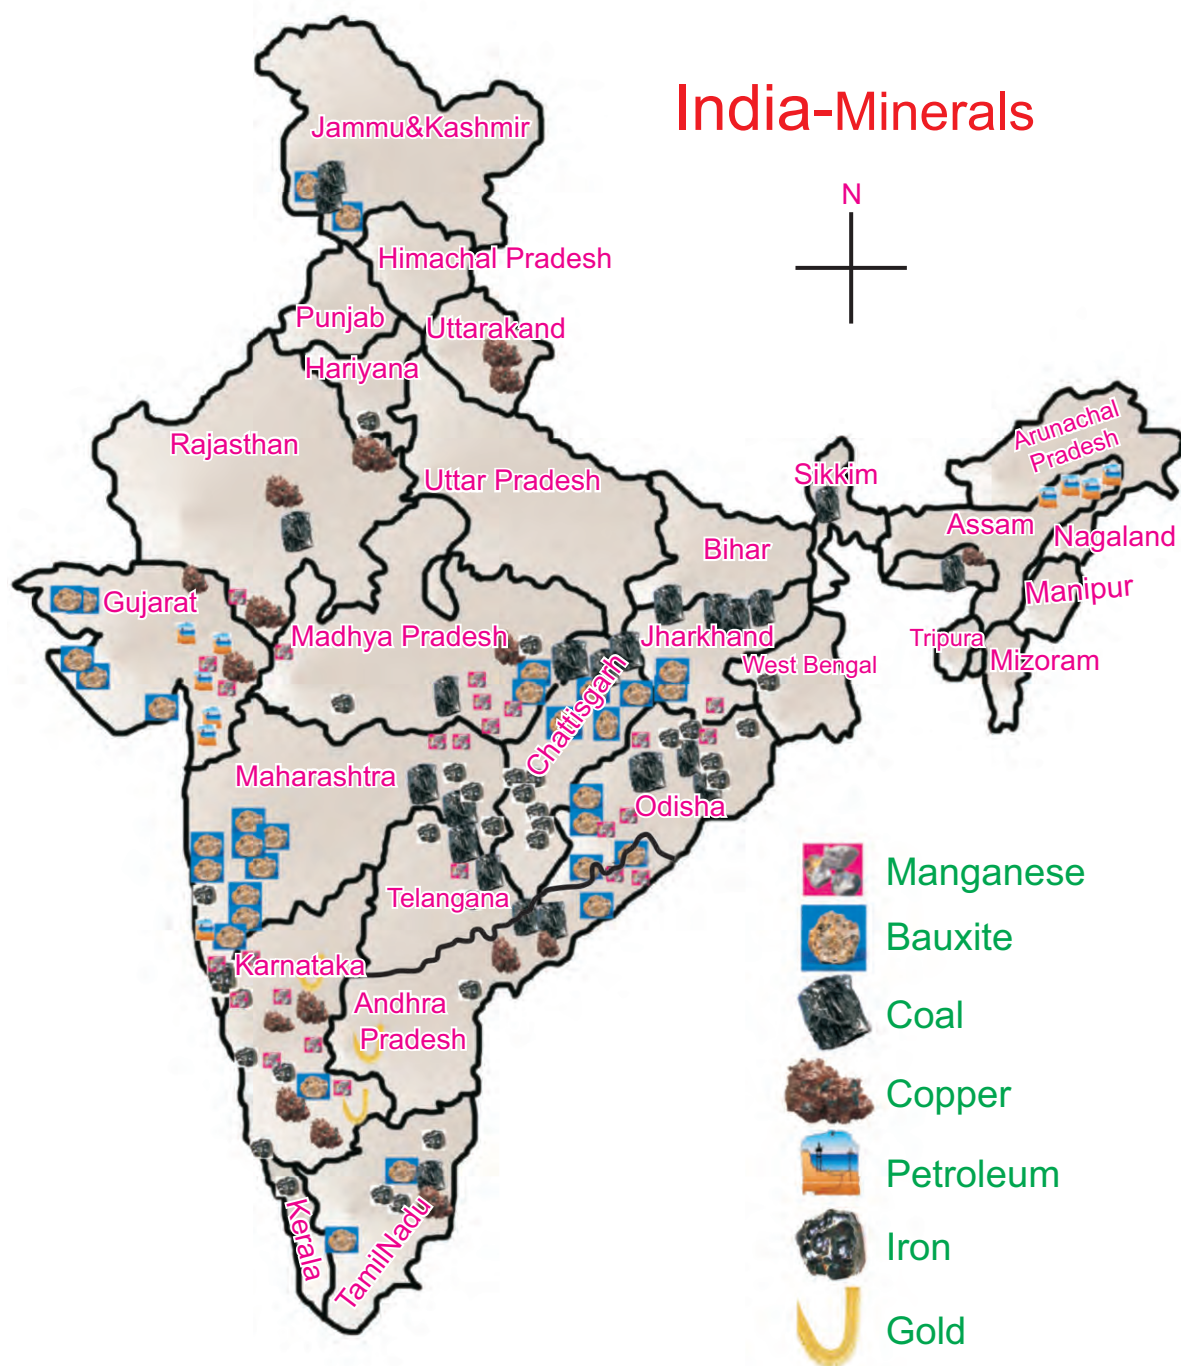 India-Minerals
N
Jammu&Kashmir
Himachal Pradesh
Punjab
Uttarakand
Hariyana
Rajasthan
Uttar Pradesh
Sikkim
Arunachal
Pradesh
Assam
Nagaland
Bihar
Manipur
Gujarat
Madhya Pradesh
Jharkhand
Tripura
Mizoram
West Bengal
Chattisgarh
Maharashtra
Odisha
Telangana
Karnataka
Andhra
Pradesh
Kerala
TamilNadu
Manganese
Bauxite
Coal
Copper
Petroleum
Iron
Gold